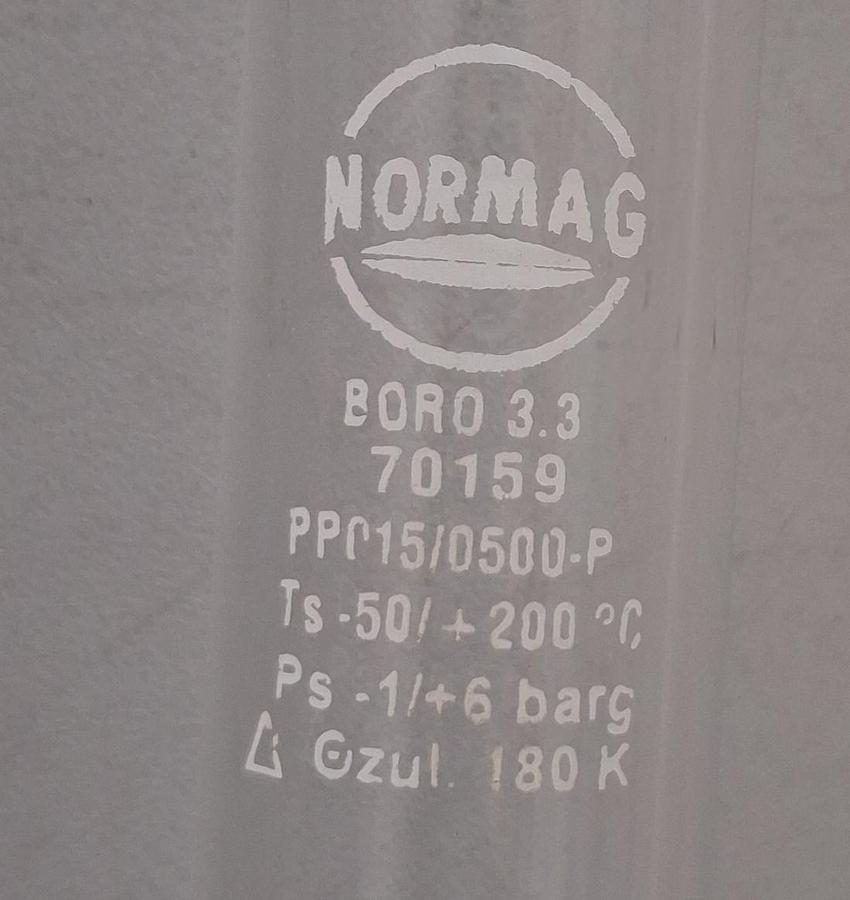 NORMAG
BORO 3.3
70159
PPC15/0500-P
Ts -50/+200 °C
Ps -1/+6 barg
Δ Θzul. 180 K